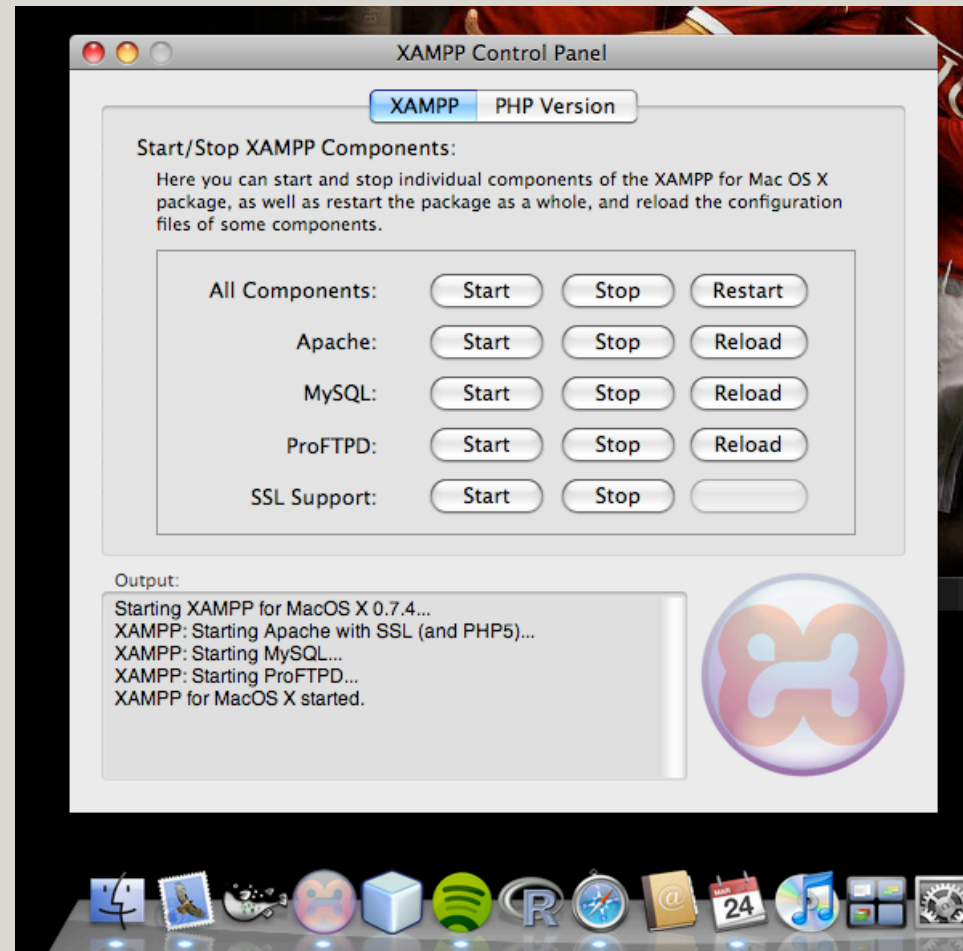 XAMPP Control Panel
XAMPP PHP Version
Start/Stop XAMPP Components:
Here you can start and stop individual components of the XAMPP for Mac OS X
package, as well as restart the package as a whole, and reload the configuration
files of some components.
All Components: Start Stop Restart
Apache: Start Stop Reload
MySQL: Start Stop Reload
ProFTPD: Start Stop Reload
SSL Support: Start Stop
Output:
Starting XAMPP for MacOS X 0.7.4...
XAMPP: Starting Apache with SSL (and PHP5)...
XAMPP: Starting MySQL...
XAMPP: Starting ProFTPD...
XAMPP for MacOS X started.
R @ MAR
24